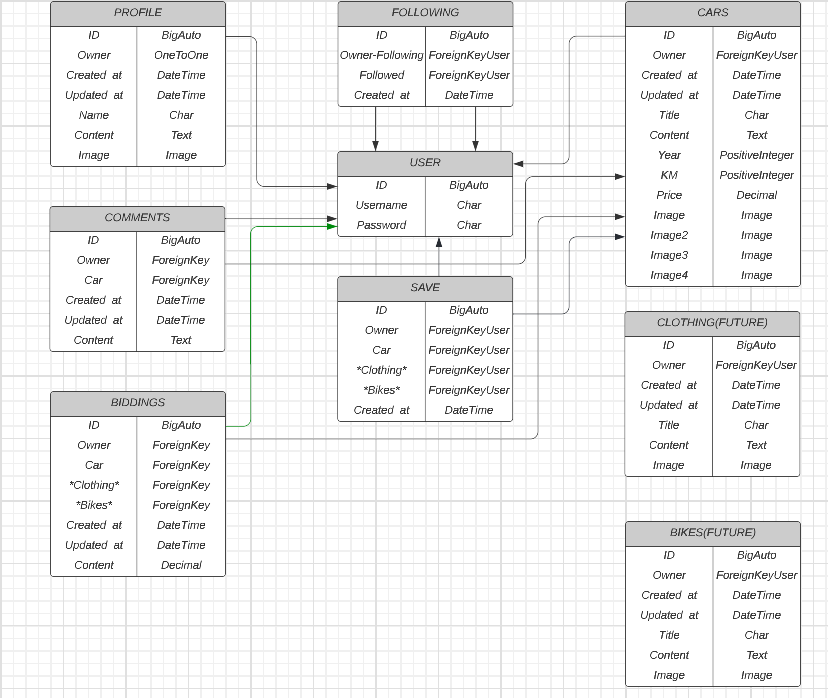 PROFILE
ID BigAuto
Owner OneToOne
Created at DateTime
Updated at DateTime
Name Char
Content Text
Image Image
FOLLOWING
ID BigAuto
Owner-Following ForeignKeyUser
Followed ForeignKeyUser
Created at DateTime
CARS
ID BigAuto
Owner ForeignKeyUser
Created at DateTime
Updated at DateTime
Title Char
Content Text
Year PositiveInteger
KM PositiveInteger
Price Decimal
Image Image
Image2 Image
Image3 Image
Image4 Image
USER
ID BigAuto
Username Char
Password Char
COMMENTS
ID BigAuto
Owner ForeignKey
Car ForeignKey
Created at DateTime
Updated at DateTime
Content Text
SAVE
ID BigAuto
Owner ForeignKeyUser
Car ForeignKeyUser
*Clothing* ForeignKeyUser
*Bikes* ForeignKeyUser
Created at DateTime
CLOTHING(FUTURE)
ID BigAuto
Owner ForeignKeyUser
Created at DateTime
Updated at DateTime
Title Char
Content Text
Image Image
BIDDINGS
ID BigAuto
Owner ForeignKey
Car ForeignKey
*Clothing* ForeignKey
*Bikes* ForeignKey
Created at DateTime
Updated at DateTime
Content Decimal
BIKES(FUTURE)
ID BigAuto
Owner ForeignKeyUser
Created at DateTime
Updated at DateTime
Title Char
Content Text
Image Image